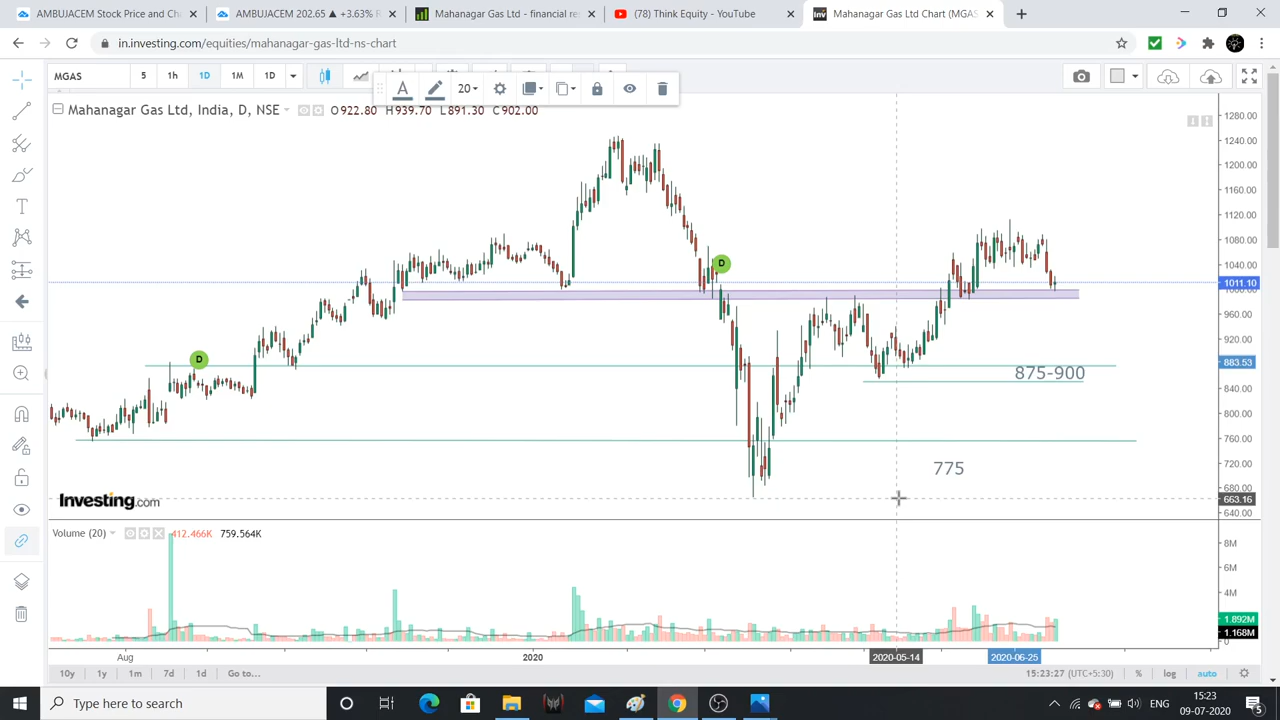 AMBUJACEM Stock Price and Ch
AMBUJACEM 202.65 ▲ +3.63% R
Mahanagar Gas Ltd - financial re
(78) Think Equity - YouTube
Inv
Mahanagar Gas Ltd Chart (MGAS
in.investing.com/equities/mahanagar-gas-ltd-ns-chart
MGAS 5 1h 1D 1M 1D
A 20
Mahanagar Gas Ltd, India, D, NSE O922.80 H939.70 L891.30 C902.00
1280.00
1240.00
1200.00
1160.00
1120.00
1080.00
1040.00
1011.10
1000.00
960.00
920.00
883.53
840.00
800.00
760.00
720.00
680.00
663.16
640.00
D
D
875-900
775
Investing.com
Volume (20) 412.466K 759.564K
8M
6M
4M
1.892M
1.168M
0
Aug 2020 2020-05-14 2020-06-25
10y 1y 1m 7d 1d Go to... 15:23:27 (UTC+5:30) % log auto
Type here to search
ENG
15:23
09-07-2020
5